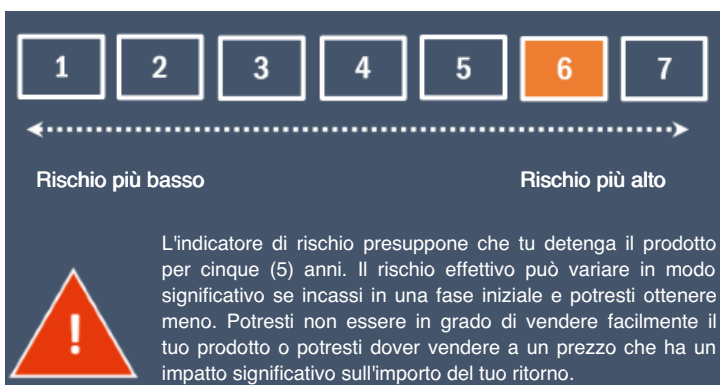 1 2 3 4 5 6 7
Rischio più basso Rischio più alto
L'indicatore di rischio presuppone che tu detenga il prodotto
per cinque (5) anni. Il rischio effettivo può variare in modo
significativo se incassi in una fase iniziale e potresti ottenere
meno. Potresti non essere in grado di vendere facilmente il
tuo prodotto o potresti dover vendere a un prezzo che ha un
impatto significativo sull'importo del tuo ritorno.
!